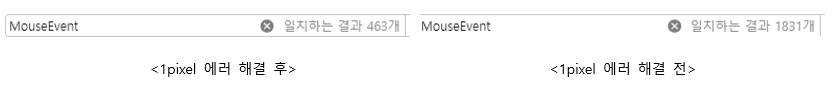 MouseEvent 일치하는 결과 463개
MouseEvent 일치하는 결과 1831개
<1pixel 에러 해결 후>
<1pixel 에러 해결 전>